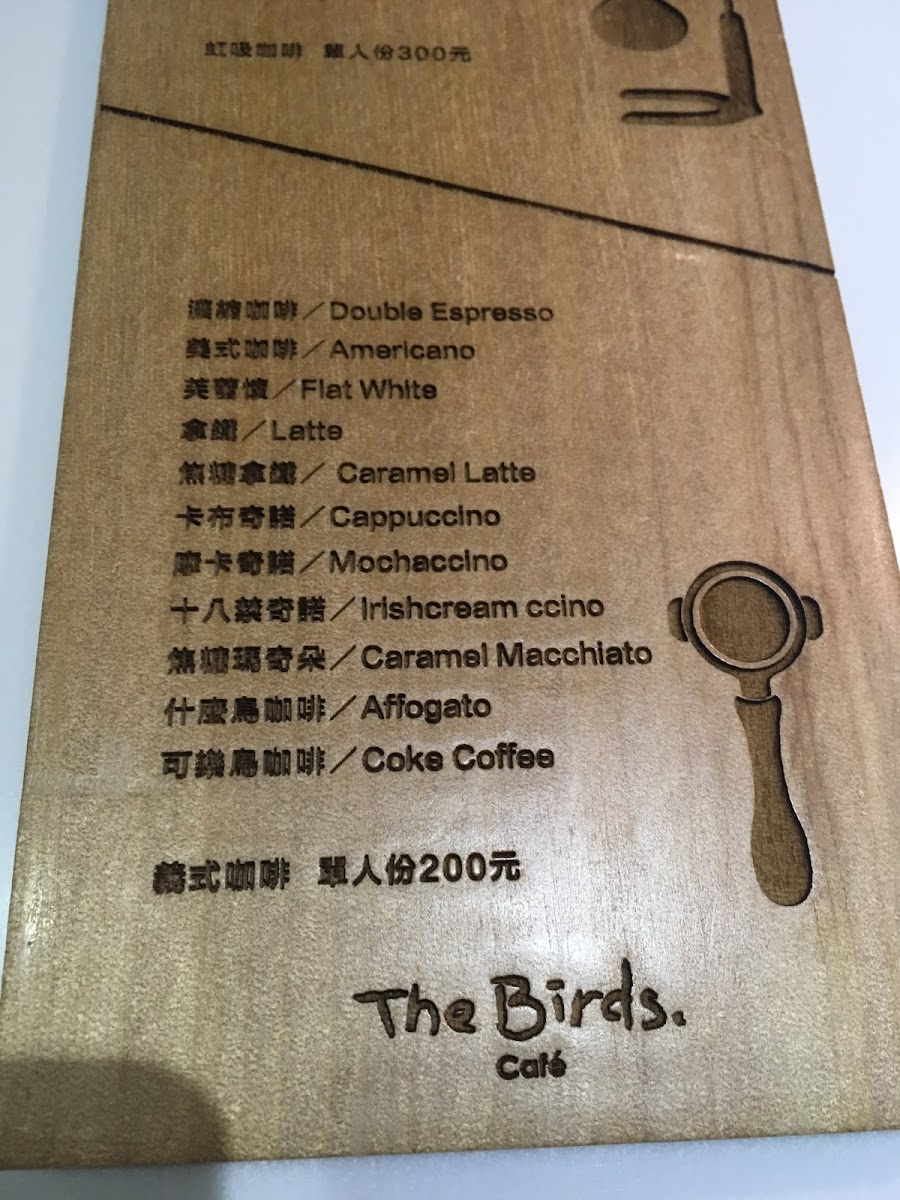 虹吸咖啡 單人份300元
濃縮咖啡／Double Espresso
美式咖啡／Americano
芙蕾懷／Flat White
拿鐵／Latte
焦糖拿鐵／ Caramel Latte
卡布奇諾／Cappuccino
摩卡奇諾／Mochaccino
十八禁奇諾／Irishcream ccino
焦糖瑪奇朵／Caramel Macchiato
什麼鳥咖啡／Affogato
可樂鳥咖啡／Coke Coffee
義式咖啡 單人份200元
The Birds.
Café